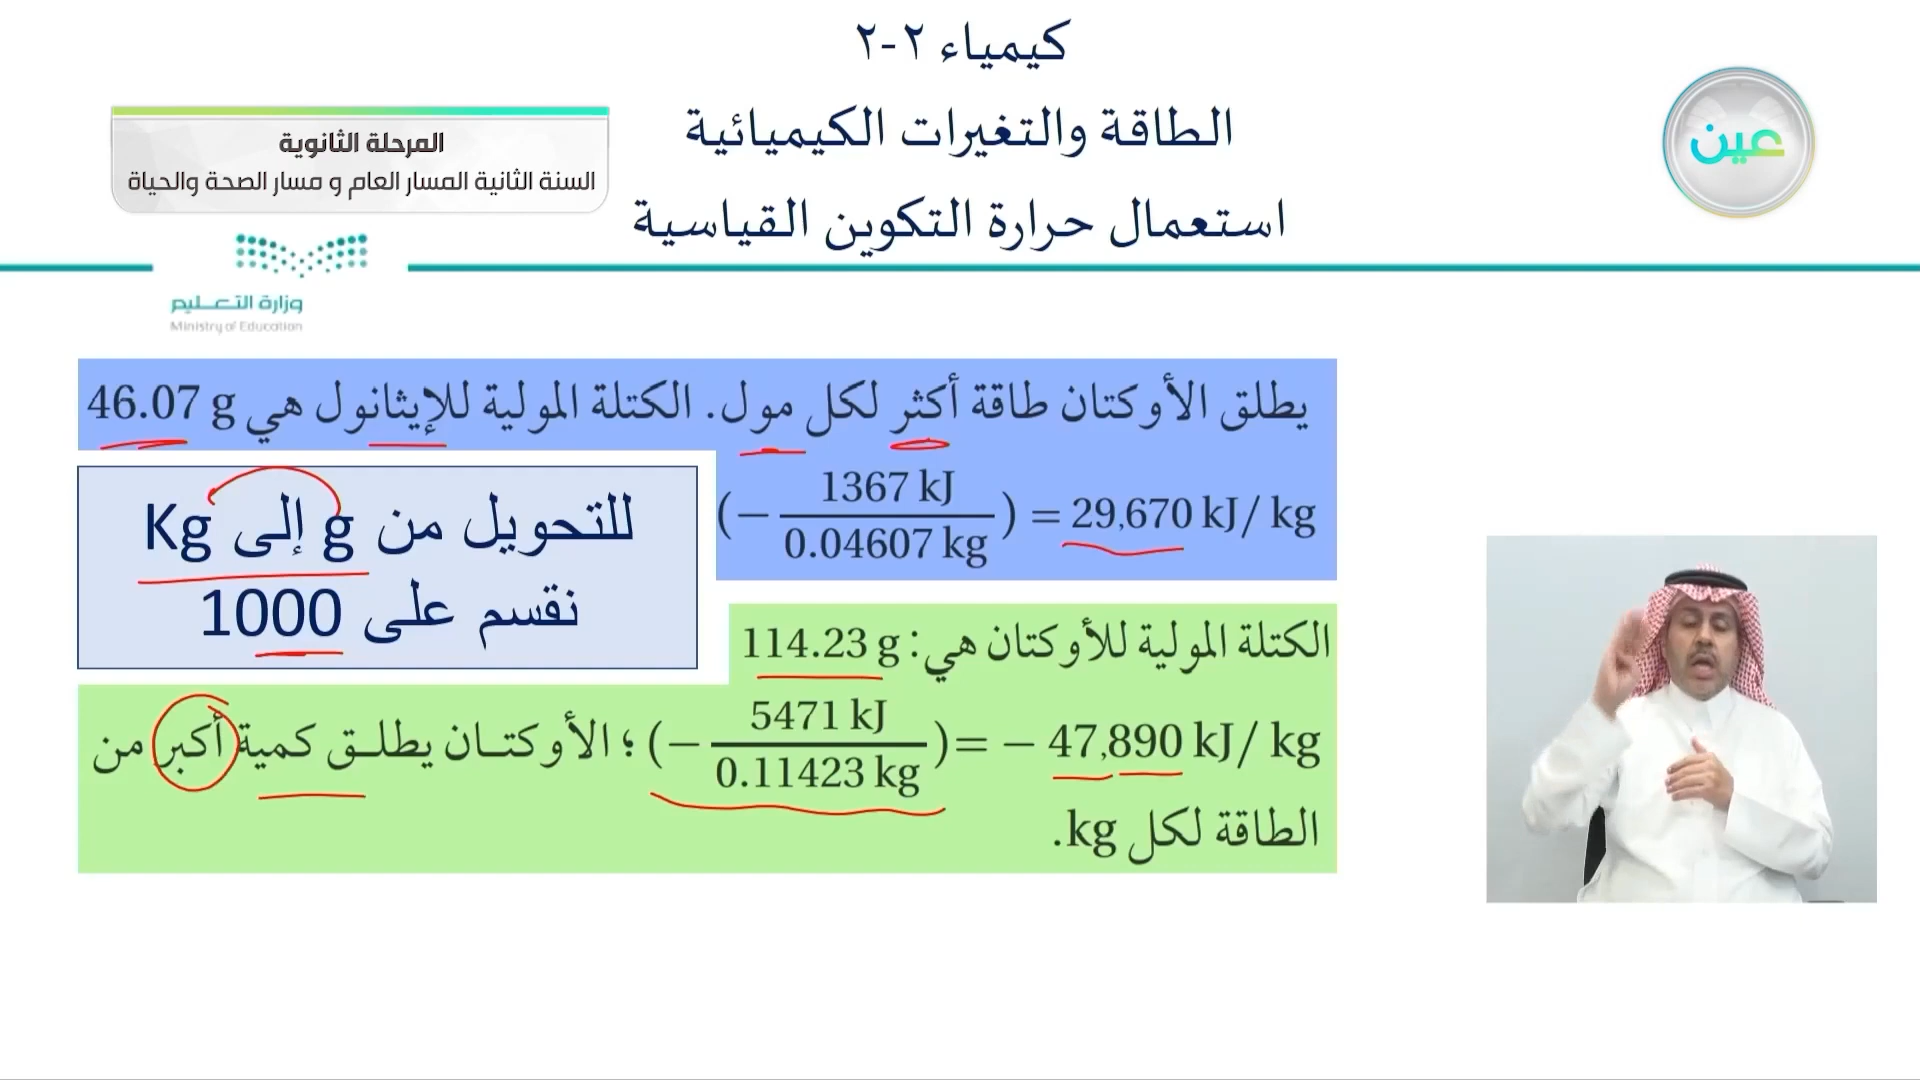 كيمياء ٢-٢
الطاقة والتغيرات الكيميائية
استعمال حرارة التكوين القياسية
عين
المرحلة الثانوية
السنة الثانية المسار العام و مسار الصحة والحياة
وزارة التعليم
Ministry of Education
يطلق الأوكتان طاقة أكثر لكل مول. الكتلة المولية للإيثانول هي 46.07 g
(− 1367 kJ / 0.04607 kg) = 29,670 kJ/ kg
للتحويل من g إلى Kg
نقسم على 1000
الكتلة المولية للأوكتان هي: 114.23 g
(− 5471 kJ / 0.11423 kg)= − 47,890 kJ/ kg ؛ الأوكتان يطلق كمية أكبر من
الطاقة لكل kg.